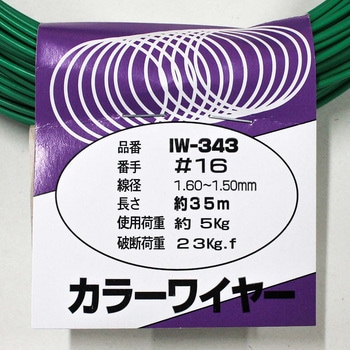 品番 IW-343
番手 #16
線径 1.60~1.50mm
長さ 約35m
使用荷重 約 5Kg
破断荷重 23Kg.f
カラーワイヤー